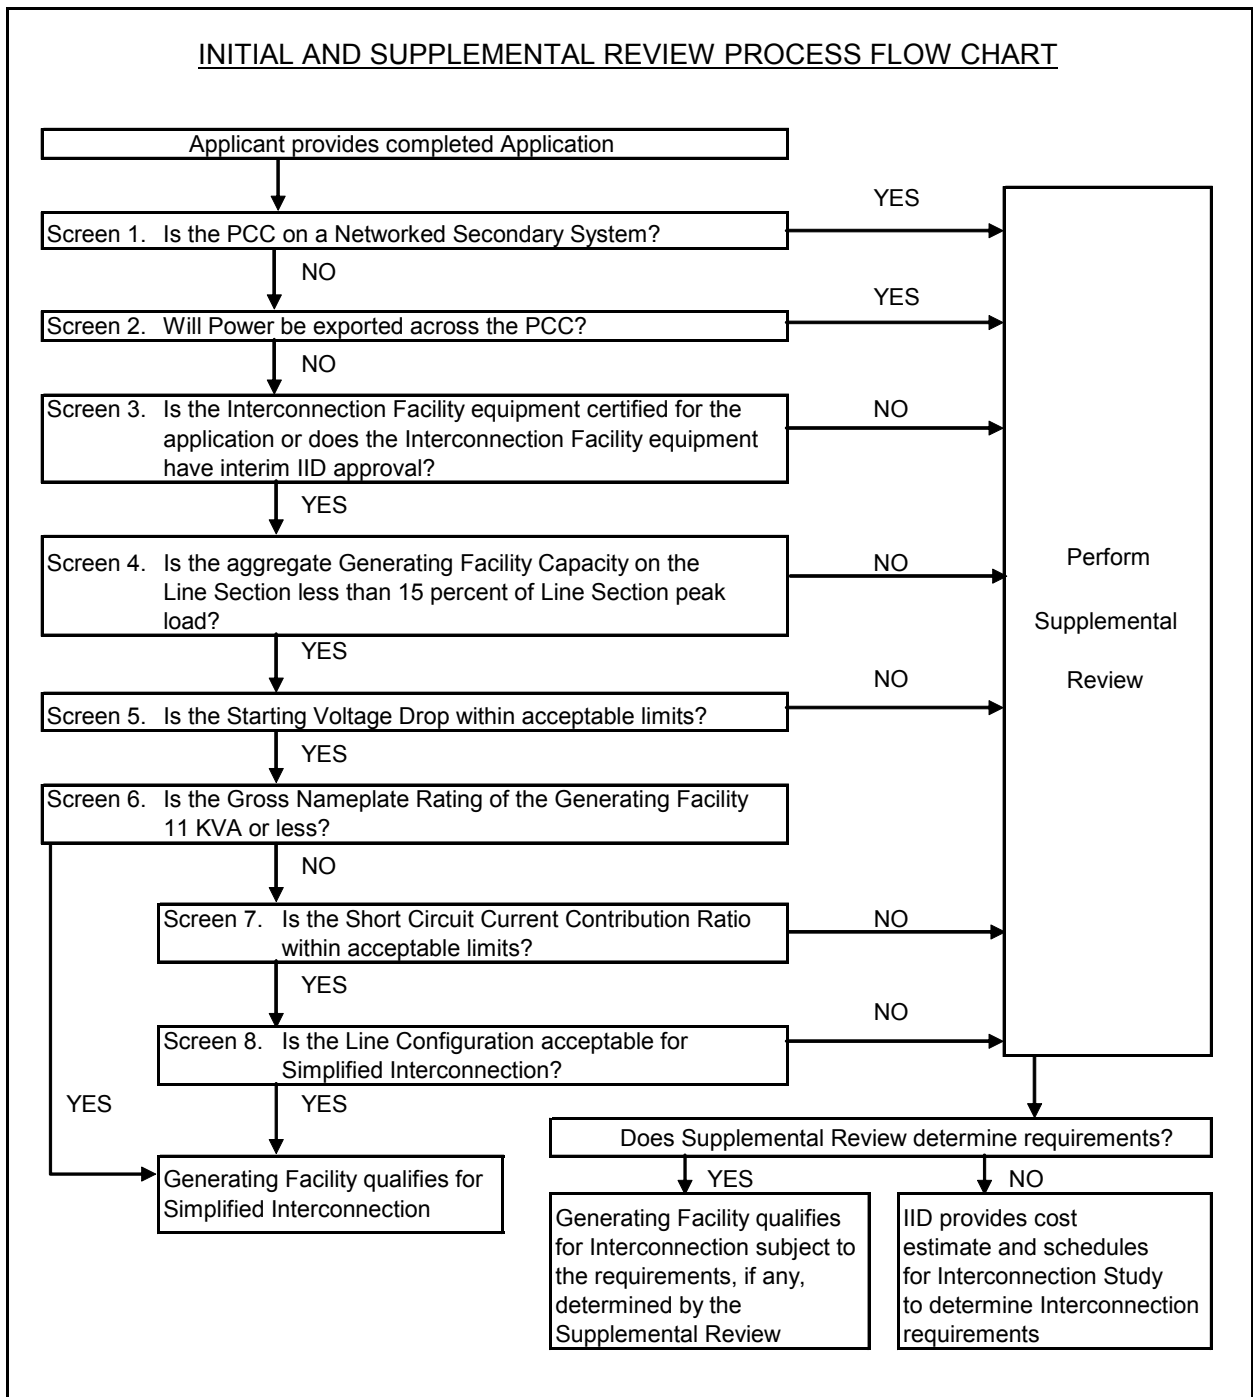 INITIAL AND SUPPLEMENTAL REVIEW PROCESS FLOW CHART
Applicant provides completed Application
YES
Screen 1. Is the PCC on a Networked Secondary System?
NO
YES
Screen 2. Will Power be exported across the PCC?
NO
Screen 3. Is the Interconnection Facility equipment certified for the
application or does the Interconnection Facility equipment
have interim IID approval?
NO
YES
Screen 4. Is the aggregate Generating Facility Capacity on the
Line Section less than 15 percent of Line Section peak
load?
NO
YES
Perform
Supplemental
Review
NO
Screen 5. Is the Starting Voltage Drop within acceptable limits?
YES
Screen 6. Is the Gross Nameplate Rating of the Generating Facility
11 KVA or less?
NO
Screen 7. Is the Short Circuit Current Contribution Ratio
within acceptable limits?
NO
YES
NO
Screen 8. Is the Line Configuration acceptable for
Simplified Interconnection?
YES
YES
Generating Facility qualifies for
Simplified Interconnection
Does Supplemental Review determine requirements?
YES
NO
Generating Facility qualifies
for Interconnection subject to
the requirements, if any,
determined by the
Supplemental Review
IID provides cost
estimate and schedules
for Interconnection Study
to determine Interconnection
requirements